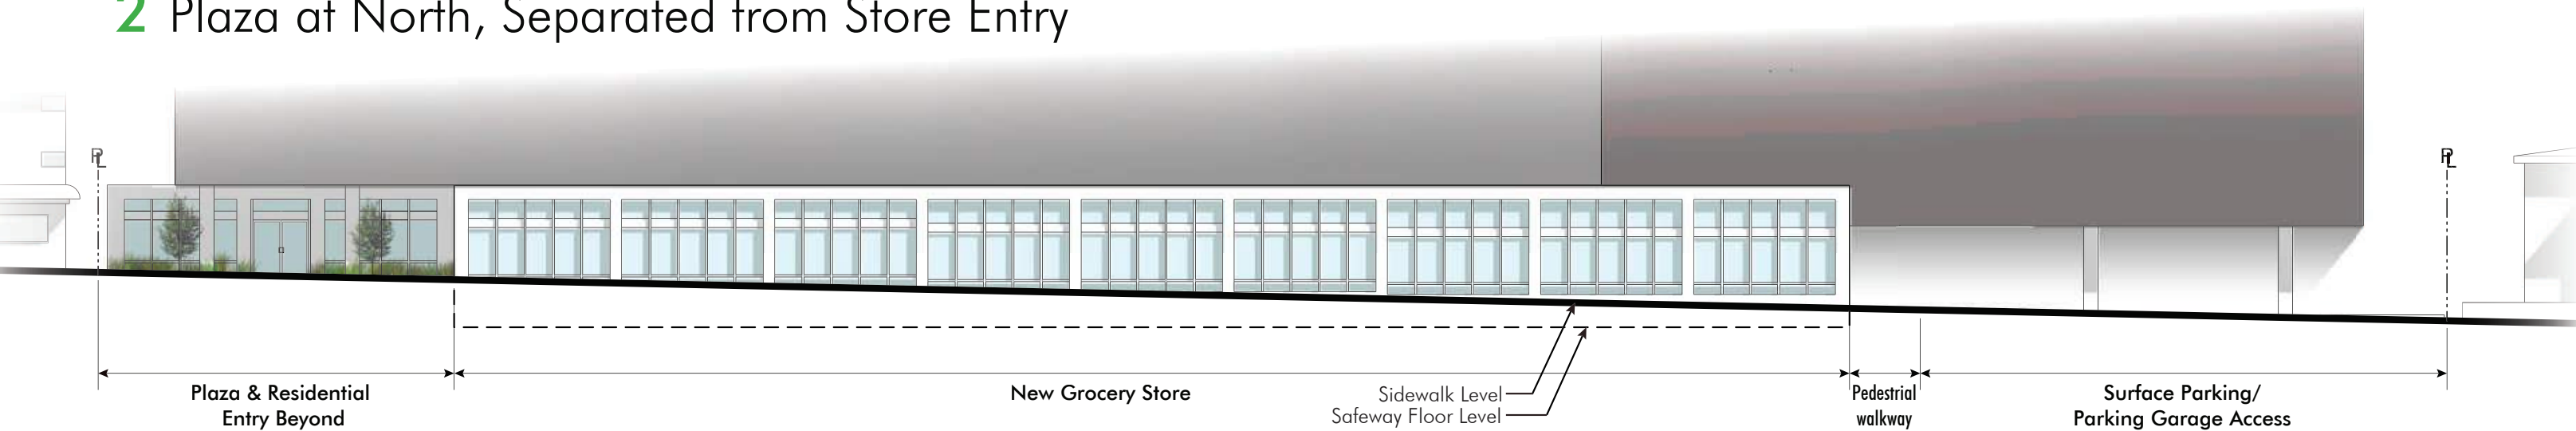 2 Plaza at North, Separated from Store Entry
PL
PL
Plaza & Residential
Entry Beyond
New Grocery Store
Sidewalk Level
Safeway Floor Level
Pedestrial
walkway
Surface Parking/
Parking Garage Access